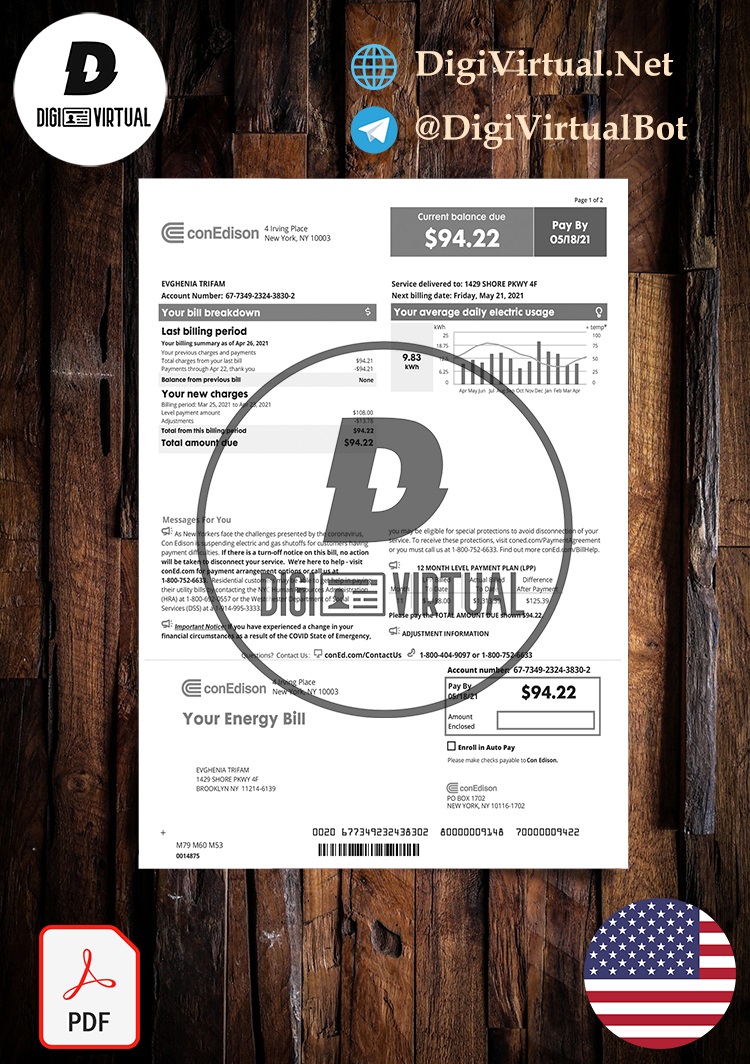 D
DIGI VIRTUAL
DigiVirtual.Net
@DigiVirtualBot
Page 1 of 2
conEdison
4 Irving Place
New York, NY 10003
Current balance due
$94.22
Pay By
05/18/21
EVGHENIA TRIFAM
Account Number: 67-7349-2324-3830-2
Service delivered to: 1429 SHORE PKWY 4F
Next billing date: Friday, May 21, 2021
Your bill breakdown $
Last billing period
Your billing summary as of Apr 26, 2021
Your previous charges and payments
Total charges from your last bill $94.21
Payments through Apr 22, thank you -$94.21
Balance from previous bill None
Your new charges
Billing period: Mar 25, 2021 to Apr 2021
Level payment amount $108.00
Adjustments -$13.78
Total from this billing period $94.22
Total amount due $94.22
Your average daily electric usage
kWh
temp°
9.83
kWh
25
18.75
6.25
0
100
75
50
25
0
Apr May Jun Jul Aug Sep Oct Nov Dec Jan Feb Mar Apr
D
DIGI VIRTUAL
Messages For You
As New Yorkers face the challenges presented by the coronavirus,
Con Edison is suspending electric and gas shutoffs for customers having
payment difficulties. If there is a turn-off notice on this bill, no action
will be taken to disconnect your service. We're here to help - visit
conEd.com for payment arrangement options or call us at
1-800-752-6633. Residential customers may
their utility bills by contacting the NYC Human Resources Administration
(HRA) at 1-800-692-0557 or the Westchester Department of Social
Services (DSS) at 1-914-995-3333.
Important Notice: If you have experienced a change in your
financial circumstances as a result of the COVID State of Emergency,
you may be eligible for special protections to avoid disconnection of your
service. To receive these protections, visit coned.com/PaymentAgreement
or you must call us at 1-800-752-6633. Find out more conEd.com/BillHelp.
12 MONTH LEVEL PAYMENT PLAN (LPP)
Billed Actual Billed Difference
Month To Date To Date After Payment
$125.39
Please pay the TOTAL AMOUNT DUE shown $94.22.
ADJUSTMENT INFORMATION
Questions? Contact Us: conEd.com/ContactUs 1-800-404-9097 or 1-800-752-6633
Account number: 67-7349-2324-3830-2
conEdison
4 Irving Place
New York, NY 10003
Pay By
05/18/21
$94.22
Amount
Enclosed
Your Energy Bill
Enroll in Auto Pay
Please make checks payable to Con Edison.
EVGHENIA TRIFAM
1429 SHORE PKWY 4F
BROOKLYN NY 11214-6139
conEdison
PO BOX 1702
NEW YORK, NY 10116-1702
0020 677349232438302 80000009148 70000009422
M79 M60 M53
0014875
PDF